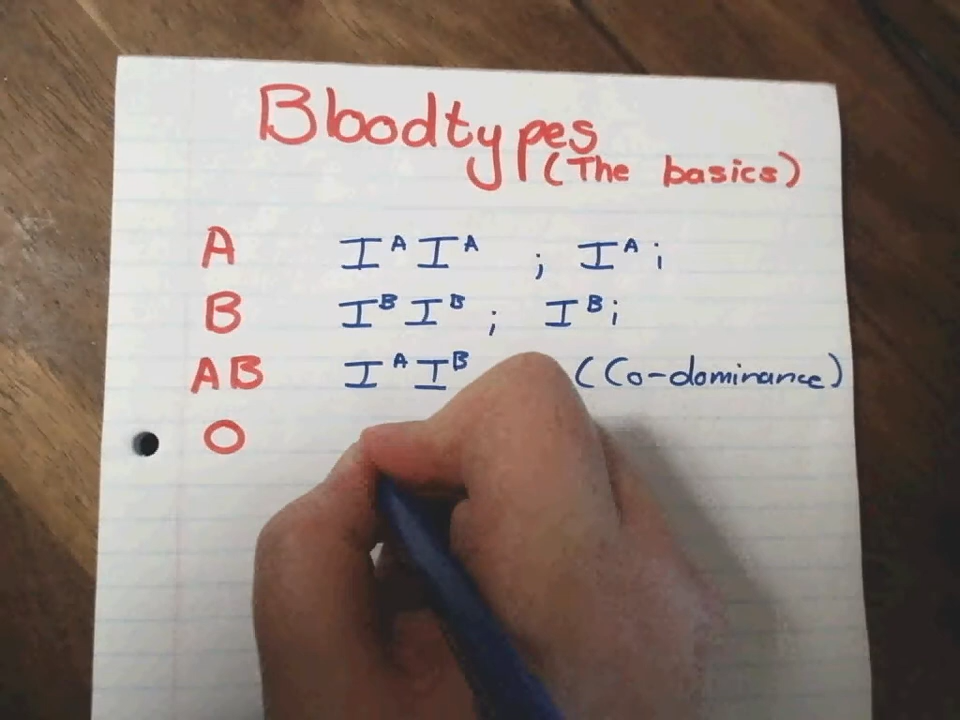 Bloodtypes
(The basics)
A IᴬIᴬ ; Iᴬi
B IᴮIᴮ ; Iᴮi
AB IᴬIᴮ (Co-dominance)
O